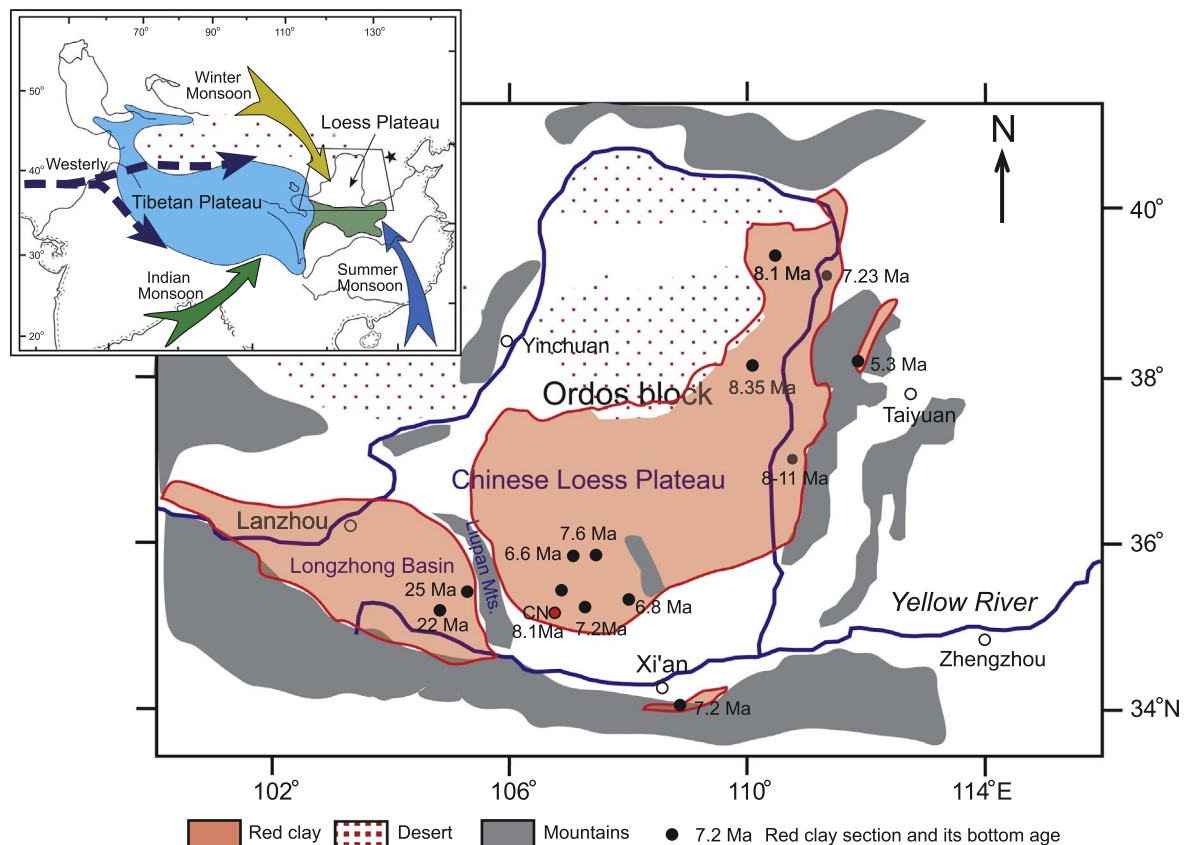 70°
90°
110°
130°
50°
40°
30°
20°
Winter
Monsoon
Loess Plateau
Westerly
Tibetan Plateau
Indian
Monsoon
Summer
Monsoon
N
40°
38°
36°
34°N
8.1 Ma
7.23 Ma
5.3 Ma
8.35 Ma
Yinchuan
Ordos block
Taiyuan
Chinese Loess Plateau
8-11 Ma
Lanzhou
Liupan Mts.
7.6 Ma
6.6 Ma
Longzhong Basin
25 Ma
22 Ma
CN
8.1Ma
7.2Ma
6.8 Ma
Yellow River
Zhengzhou
Xi'an
7.2 Ma
102°
106°
110°
114°E
Red clay
Desert
Mountains
7.2 Ma Red clay section and its bottom age